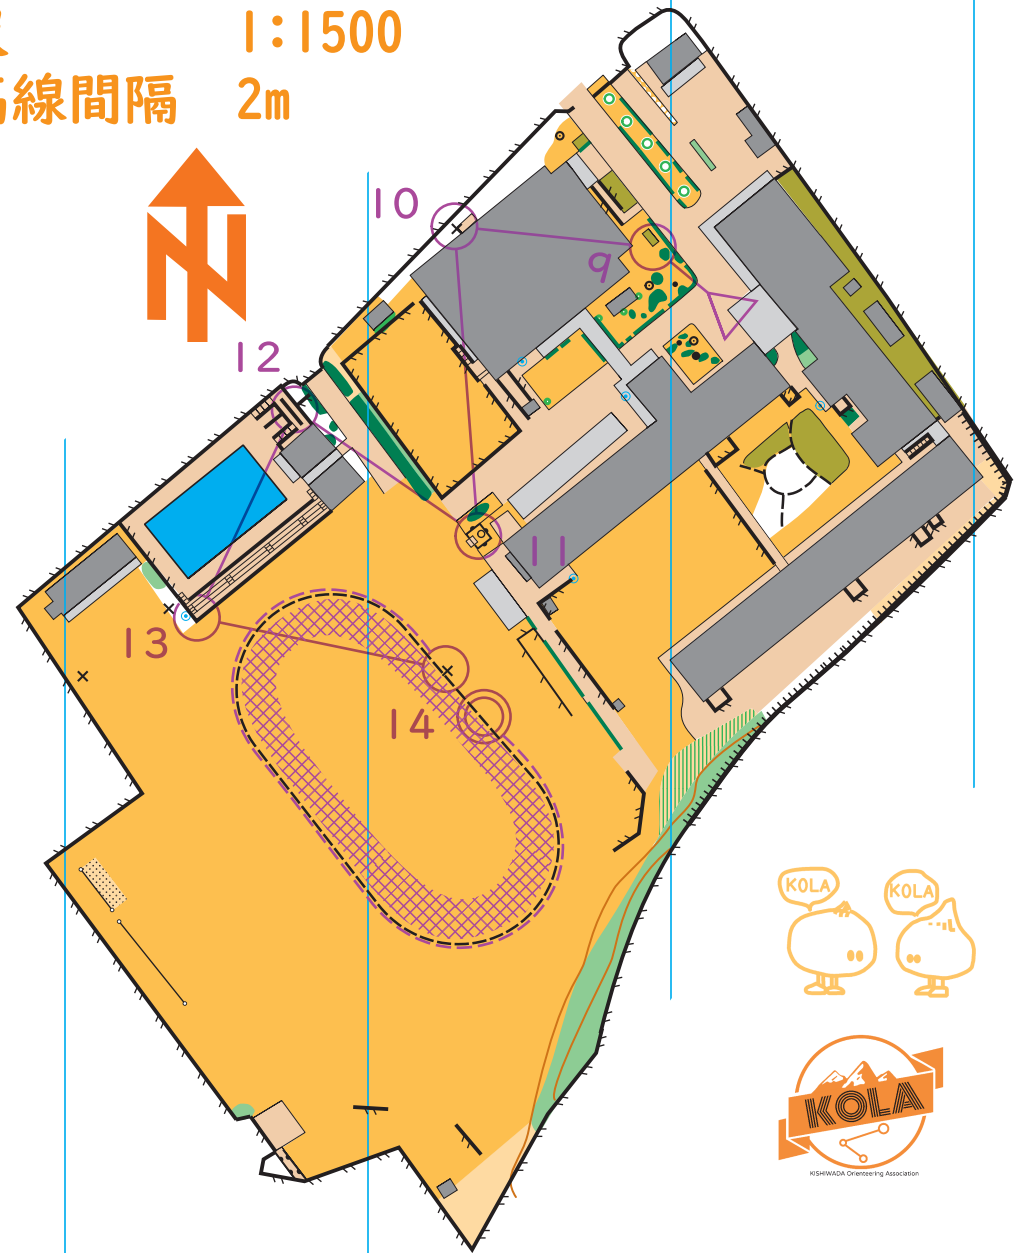 1:1500
線間隔 2m
10
9
12
11
13
14
KOLA
KOLA
KOLA
KISHIWADA Orienteering Association